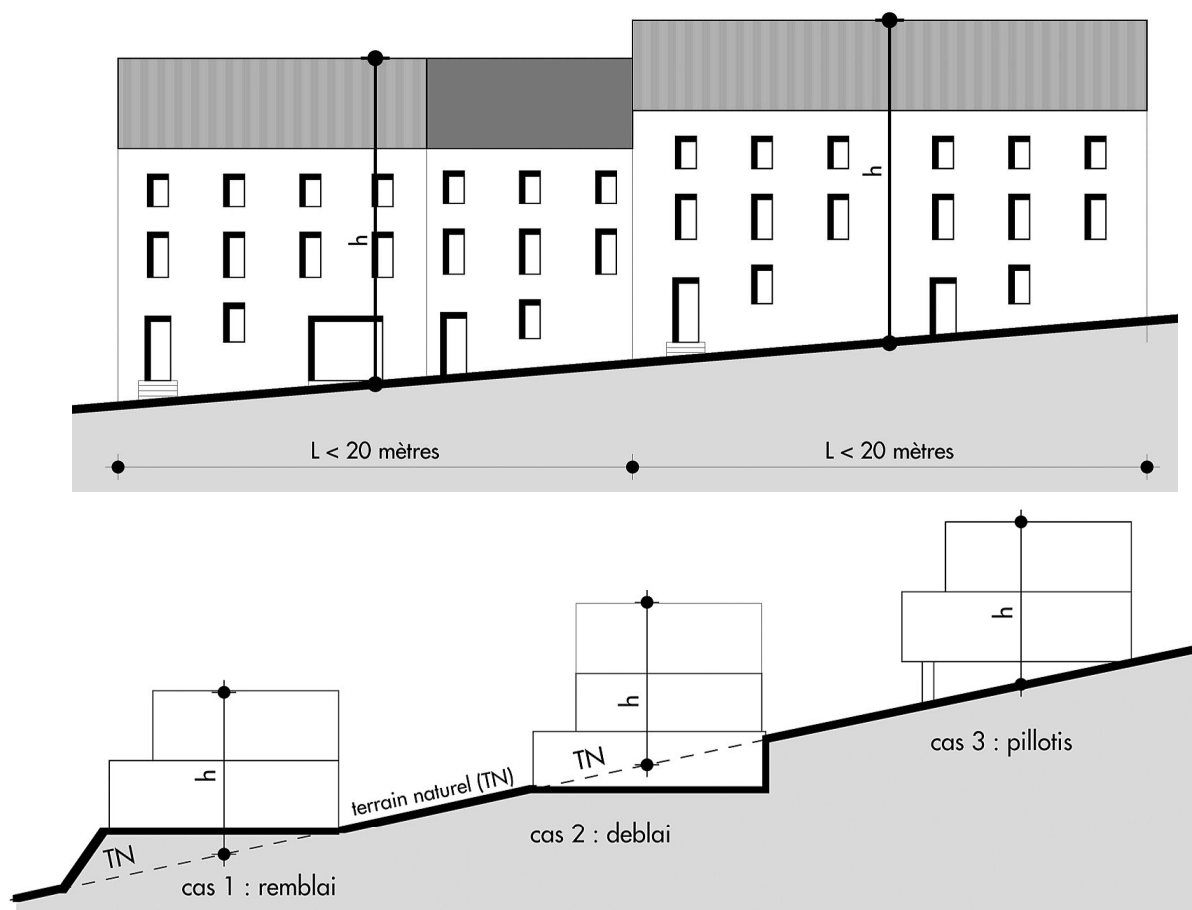 h
h
L < 20 mètres
L < 20 mètres
h
h
h
TN
TN
terrain naturel (TN)
cas 1 : remblai
cas 2 : deblai
cas 3 : pillotis